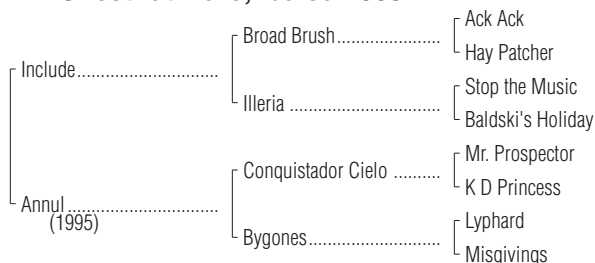 Ack Ack
Broad Brush
Hay Patcher
Include
Stop the Music
Illeria
Baldski's Holiday
Mr. Prospector
Conquistador Cielo
K D Princess
Annul
(1995)
Lyphard
Bygones
Misgivings